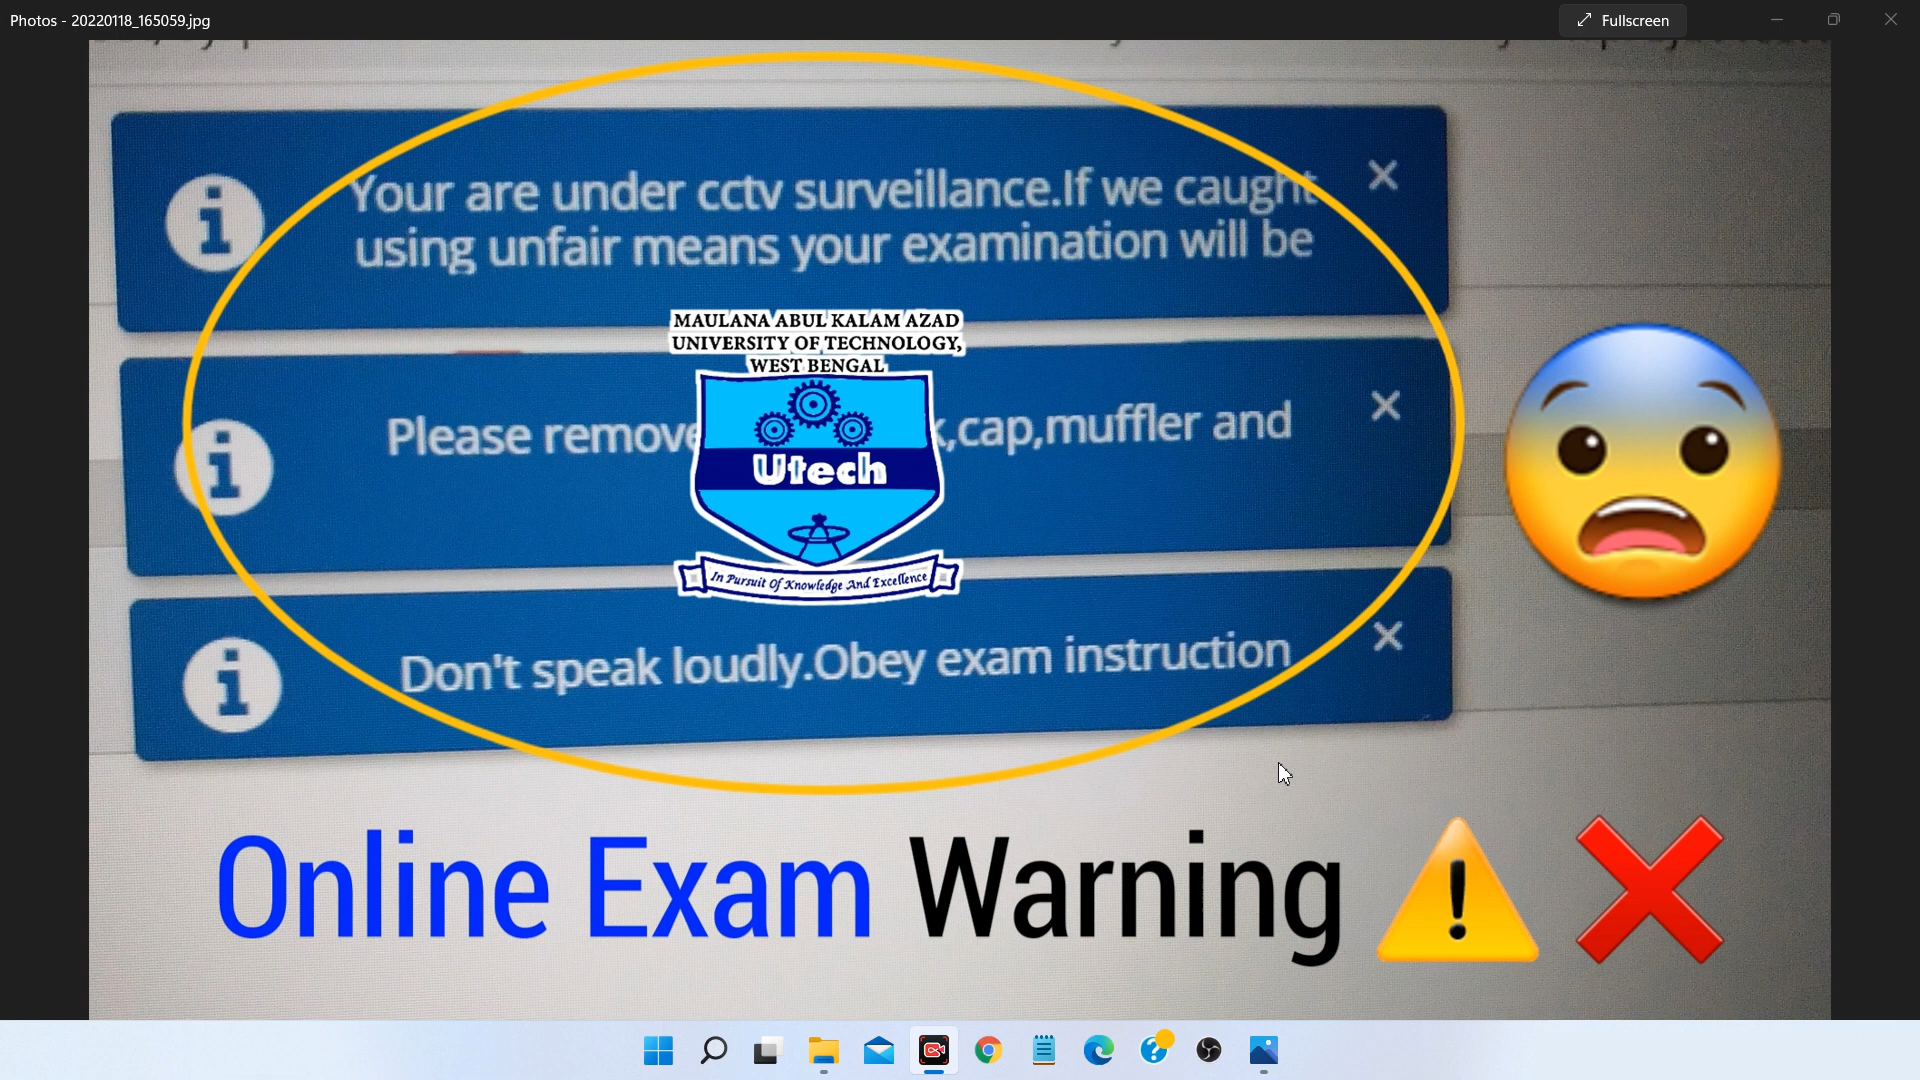 Photos - 20220118_165059.jpg
Fullscreen
Your are under cctv surveillance.If we caught
using unfair means your examination will be
MAULANA ABUL KALAM AZAD
UNIVERSITY OF TECHNOLOGY,
WEST BENGAL
Please remove ,cap,muffler and
Utech
In Pursuit Of Knowledge And Excellence
Don't speak loudly.Obey exam instruction
Online Exam Warning